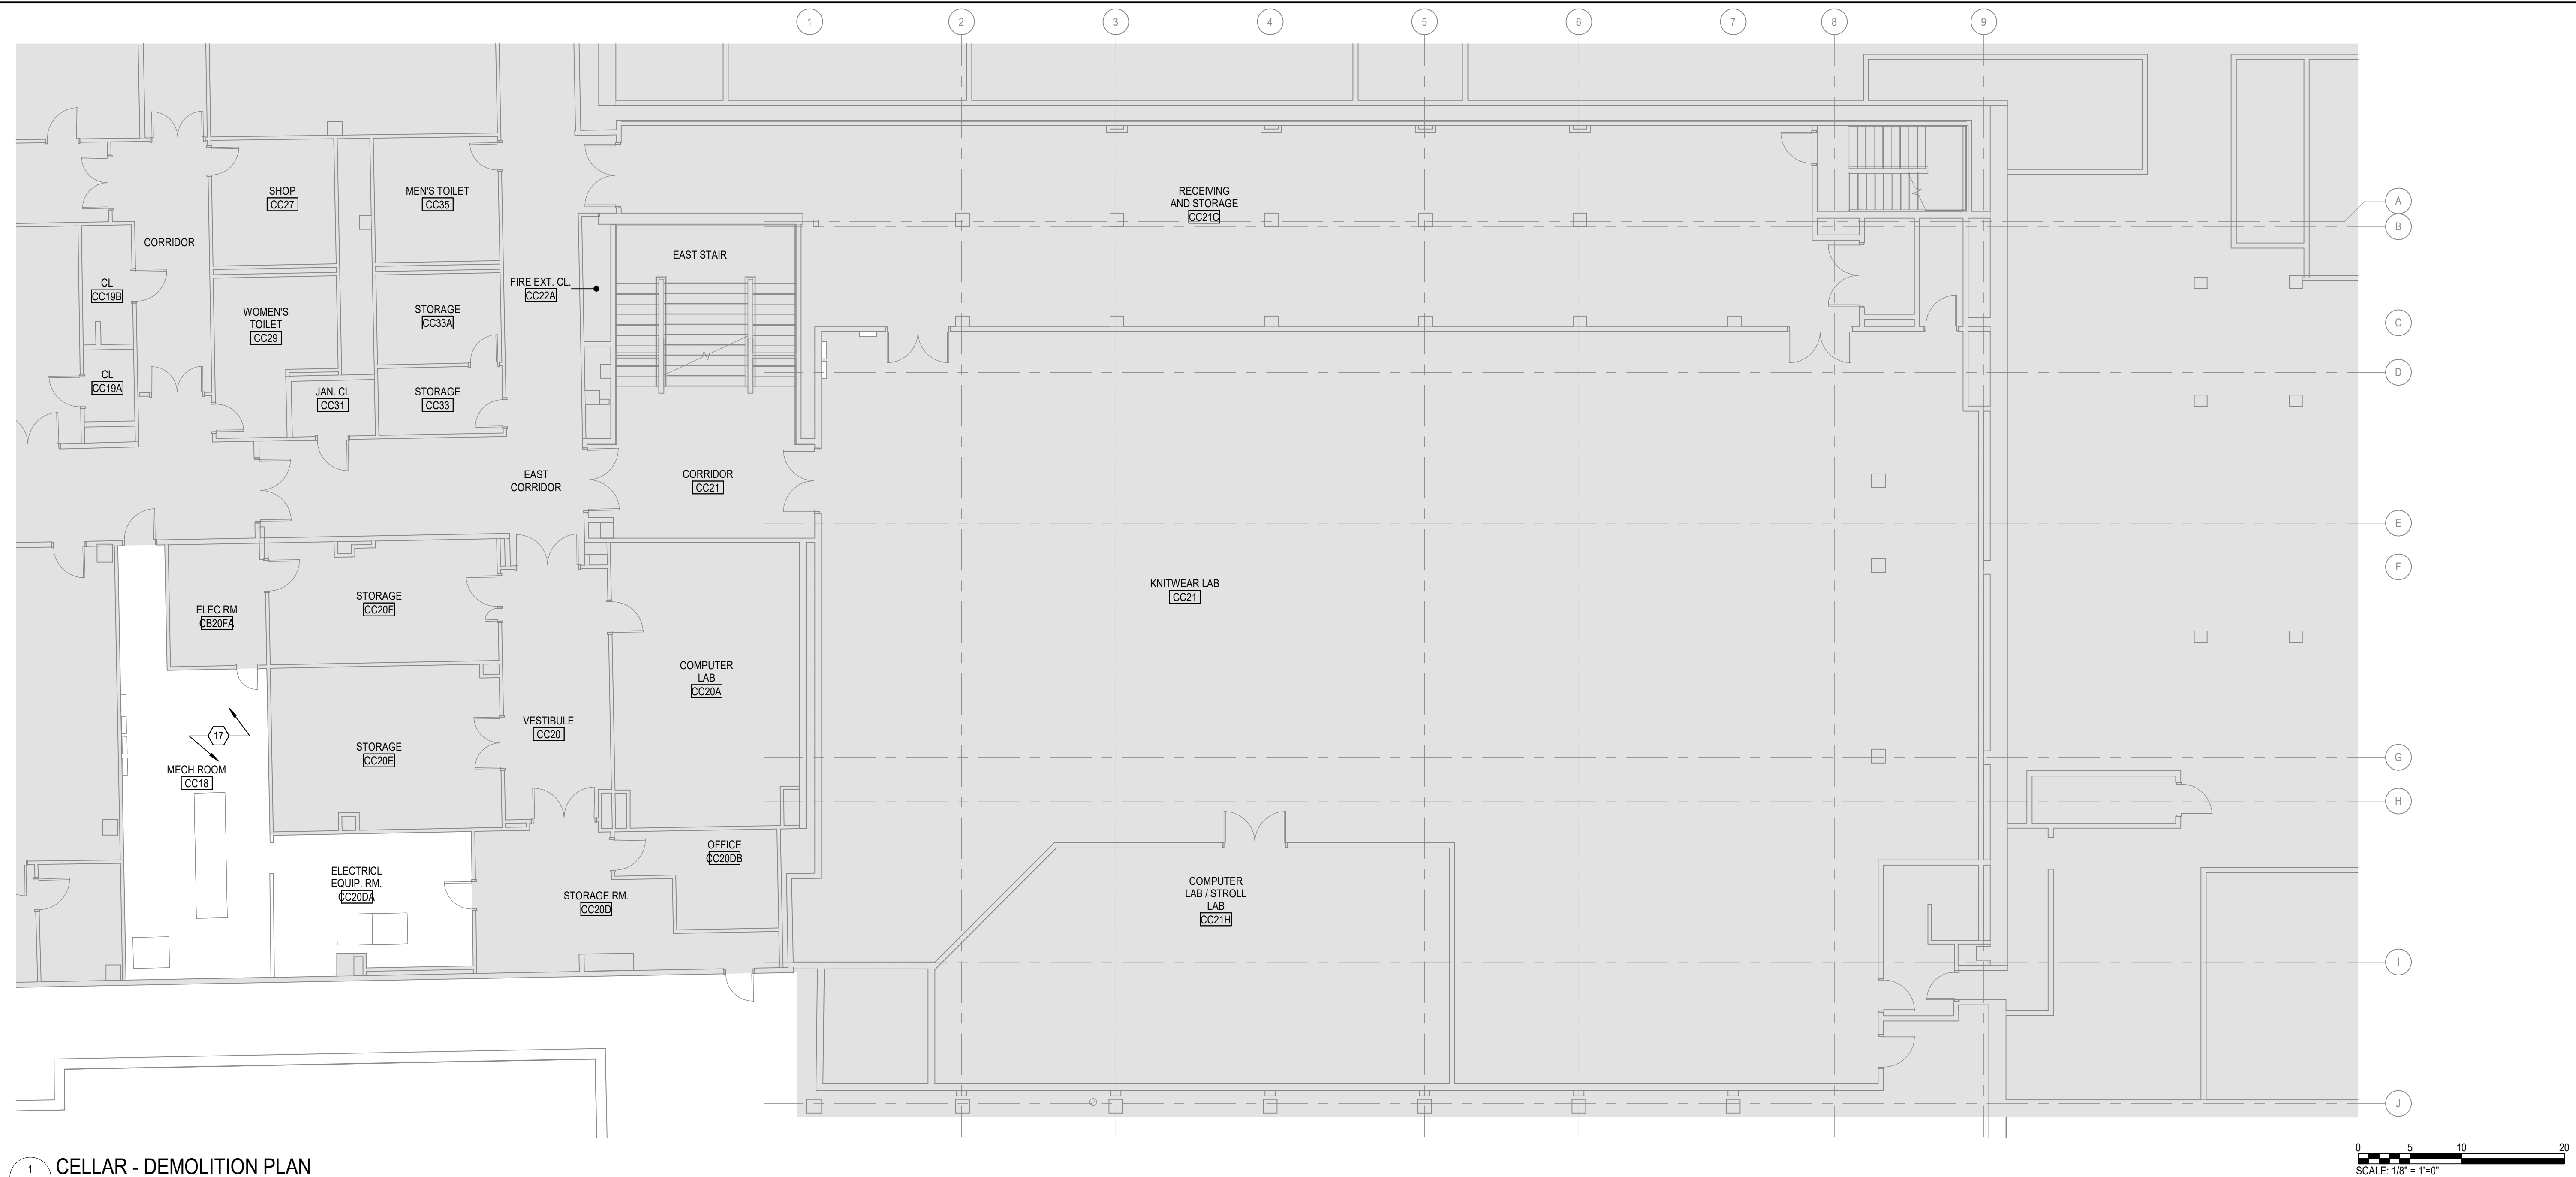 1
2
3
4
5
6
7
8
9
A
B
C
D
E
F
G
H
I
J
SHOP
CC27
MEN'S TOILET
CC35
RECEIVING
AND STORAGE
CC21C
CORRIDOR
EAST STAIR
CL
CC19B
FIRE EXT. CL.
CC22A
WOMEN'S
TOILET
CC29
STORAGE
CC33A
CL
CC19A
JAN. CL
CC31
STORAGE
CC33
EAST
CORRIDOR
CORRIDOR
CC21
KNITWEAR LAB
CC21
ELEC RM
CB20FA
STORAGE
CC20F
COMPUTER
LAB
CC20A
VESTIBULE
CC20
17
STORAGE
CC20E
MECH ROOM
CC18
OFFICE
CC20DB
ELECTRICL
EQUIP. RM.
CC20DA
STORAGE RM.
CC20D
COMPUTER
LAB / STROLL
LAB
CC21H
1
CELLAR - DEMOLITION PLAN
0 5 10 20
SCALE: 1/8" = 1'=0"